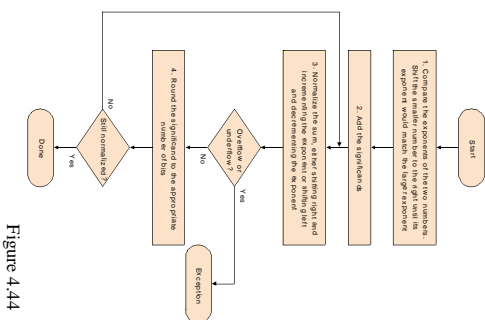 Start
1. Compare the exponents of the two numbers.
Shift the smaller number to the right until its
exponent would match the larger exponent
2. Add the significands
3. Normalize the sum, either shifting right and
incrementing the exponent or shifting left
and decrementing the exponent
Overflow or
underflow?
Yes
Exception
No
4. Round the significand to the appropriate
number of bits
Still normalized?
No
Yes
Done
Figure 4.44